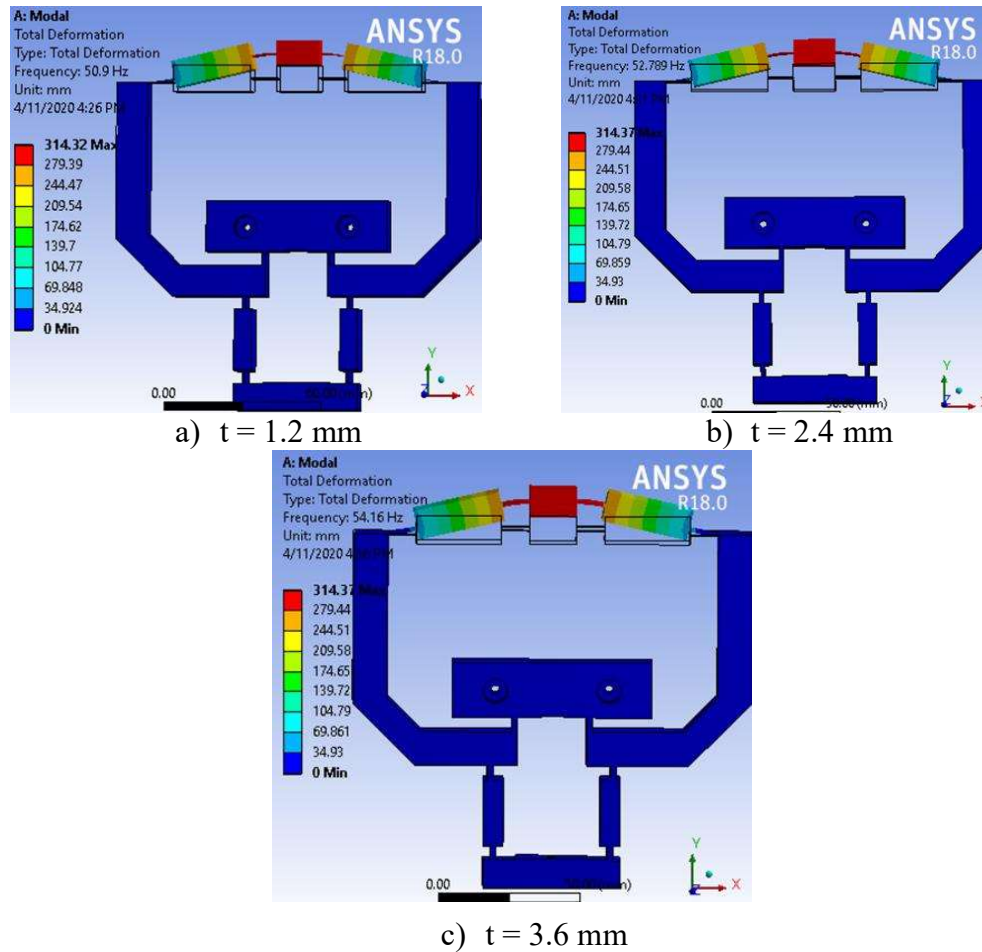 A: Modal
Total Deformation
Type: Total Deformation
Frequency: 50.9 Hz
Unit: mm
4/11/2020 4:26 PM
ANSYS
R18.0
314.32 Max
279.39
244.47
209.54
174.62
139.7
104.77
69.848
34.924
0 Min
0.00
(mm)
Y
X
a) t = 1.2 mm
A: Modal
Total Deformation
Type: Total Deformation
Frequency: 52.789 Hz
Unit: mm
4/11/2020
ANSYS
R18.0
314.37 Max
279.44
244.51
209.58
174.65
139.72
104.79
69.859
34.93
0 Min
0.00
(mm)
Y
b) t = 2.4 mm
A: Modal
Total Deformation
Type: Total Deformation
Frequency: 54.16 Hz
Unit: mm
4/11/2020
ANSYS
R18.0
314.37 Max
279.44
244.51
209.58
174.65
139.72
104.79
69.861
34.93
0 Min
0.00
(mm)
Y
X
c) t = 3.6 mm